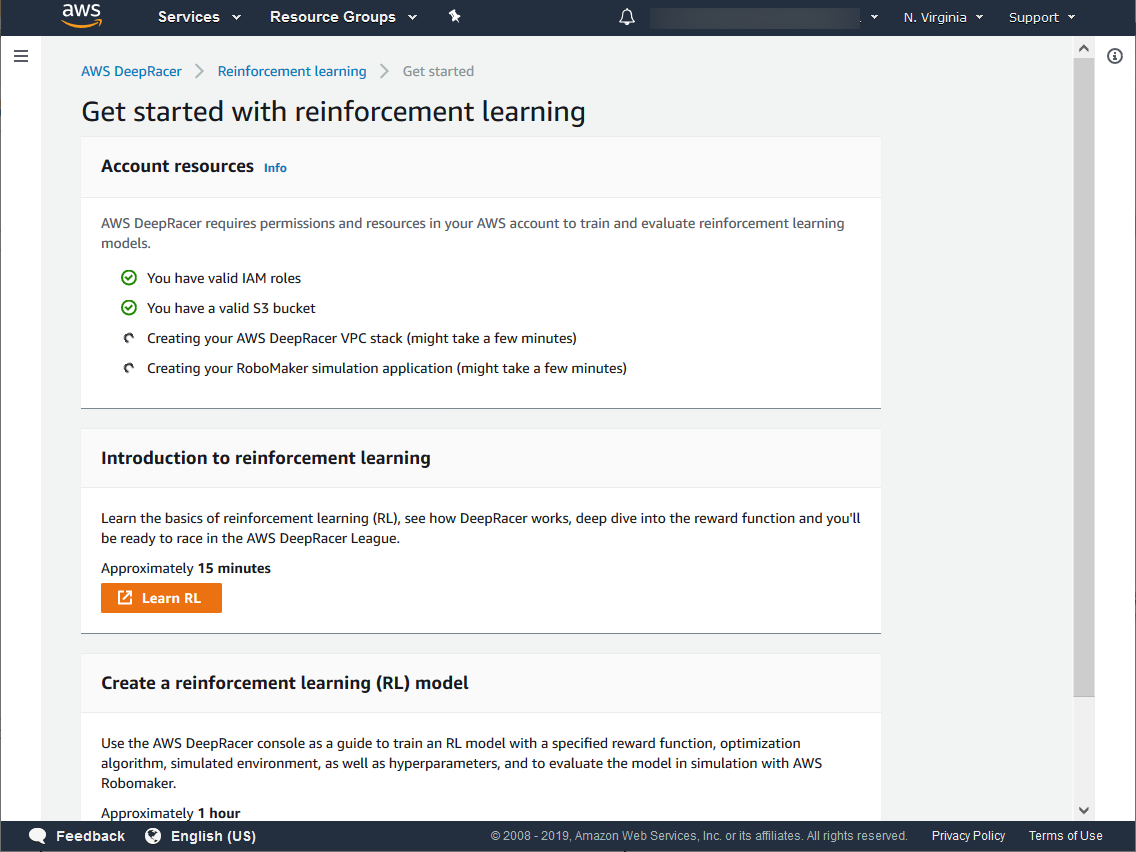 aws Services Resource Groups N. Virginia Support
AWS DeepRacer Reinforcement learning Get started
Get started with reinforcement learning
Account resources Info
AWS DeepRacer requires permissions and resources in your AWS account to train and evaluate reinforcement learning
models.
You have valid IAM roles
You have a valid S3 bucket
Creating your AWS DeepRacer VPC stack (might take a few minutes)
Creating your RoboMaker simulation application (might take a few minutes)
Introduction to reinforcement learning
Learn the basics of reinforcement learning (RL), see how DeepRacer works, deep dive into the reward function and you'll
be ready to race in the AWS DeepRacer League.
Approximately 15 minutes
Learn RL
Create a reinforcement learning (RL) model
Use the AWS DeepRacer console as a guide to train an RL model with a specified reward function, optimization
algorithm, simulated environment, as well as hyperparameters, and to evaluate the model in simulation with AWS
Robomaker.
Approximately 1 hour
Feedback English (US) © 2008 - 2019, Amazon Web Services, Inc. or its affiliates. All rights reserved. Privacy Policy Terms of Use